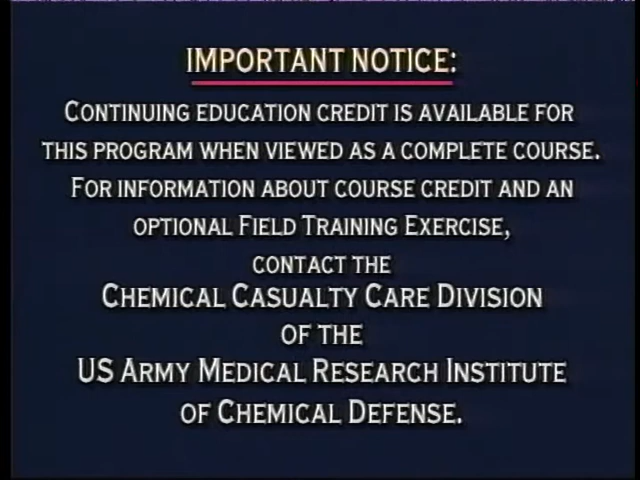 IMPORTANT NOTICE:
CONTINUING EDUCATION CREDIT IS AVAILABLE FOR
THIS PROGRAM WHEN VIEWED AS A COMPLETE COURSE.
FOR INFORMATION ABOUT COURSE CREDIT AND AN
OPTIONAL FIELD TRAINING EXERCISE,
CONTACT THE
CHEMICAL CASUALTY CARE DIVISION
OF THE
US ARMY MEDICAL RESEARCH INSTITUTE
OF CHEMICAL DEFENSE.